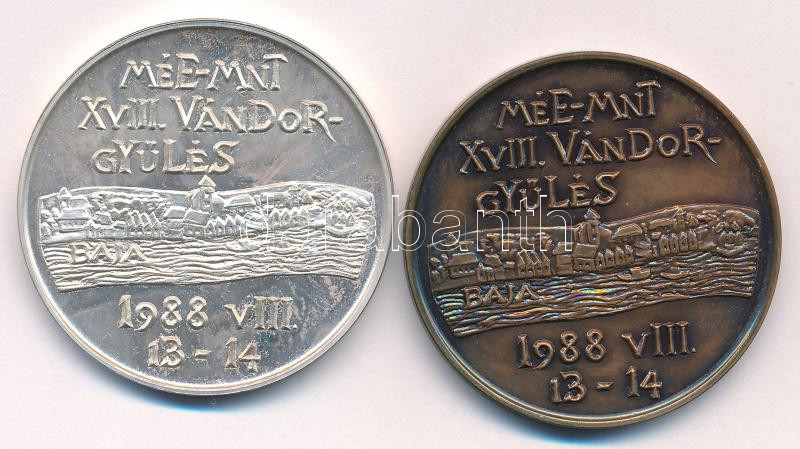 MÉE-MNT
XVIII. VÁNDOR-
GYŰLÉS
BAJA
1988 VIII.
13-14
MÉE-MNT
XVIII. VÁNDOR-
GYŰLÉS
BAJA
1988 VIII.
13-14
darabanth